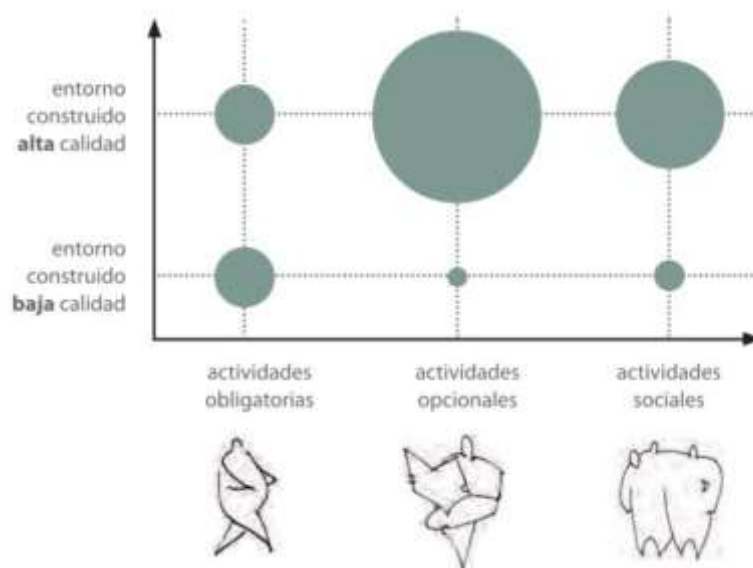 entorno
construido
alta calidad
entorno
construido
baja calidad
actividades
obligatorias
actividades
opcionales
actividades
sociales